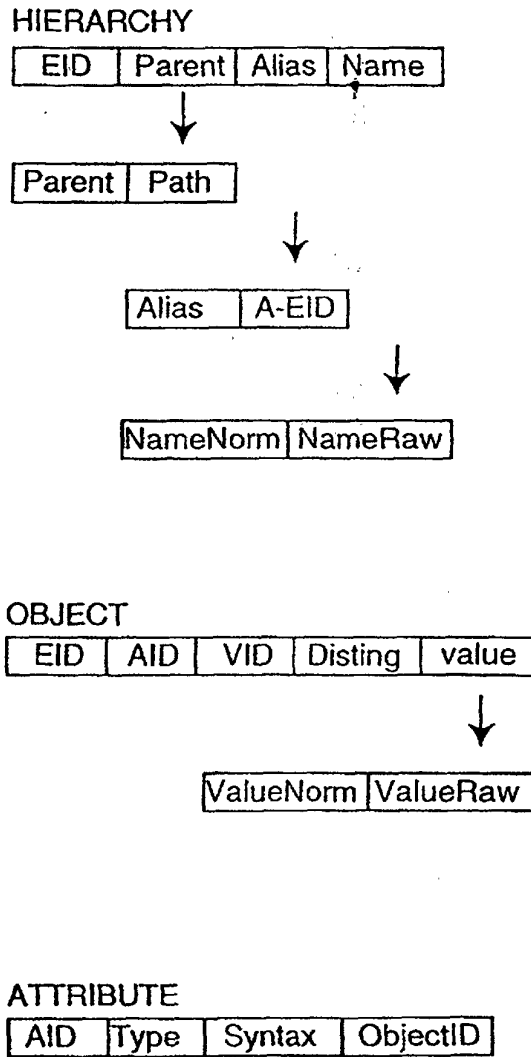 HIERARCHY
EID Parent Alias Name
Parent Path
Alias A-EID
NameNorm NameRaw
OBJECT
EID AID VID Disting value
ValueNorm ValueRaw
ATTRIBUTE
AID Type Syntax ObjectID